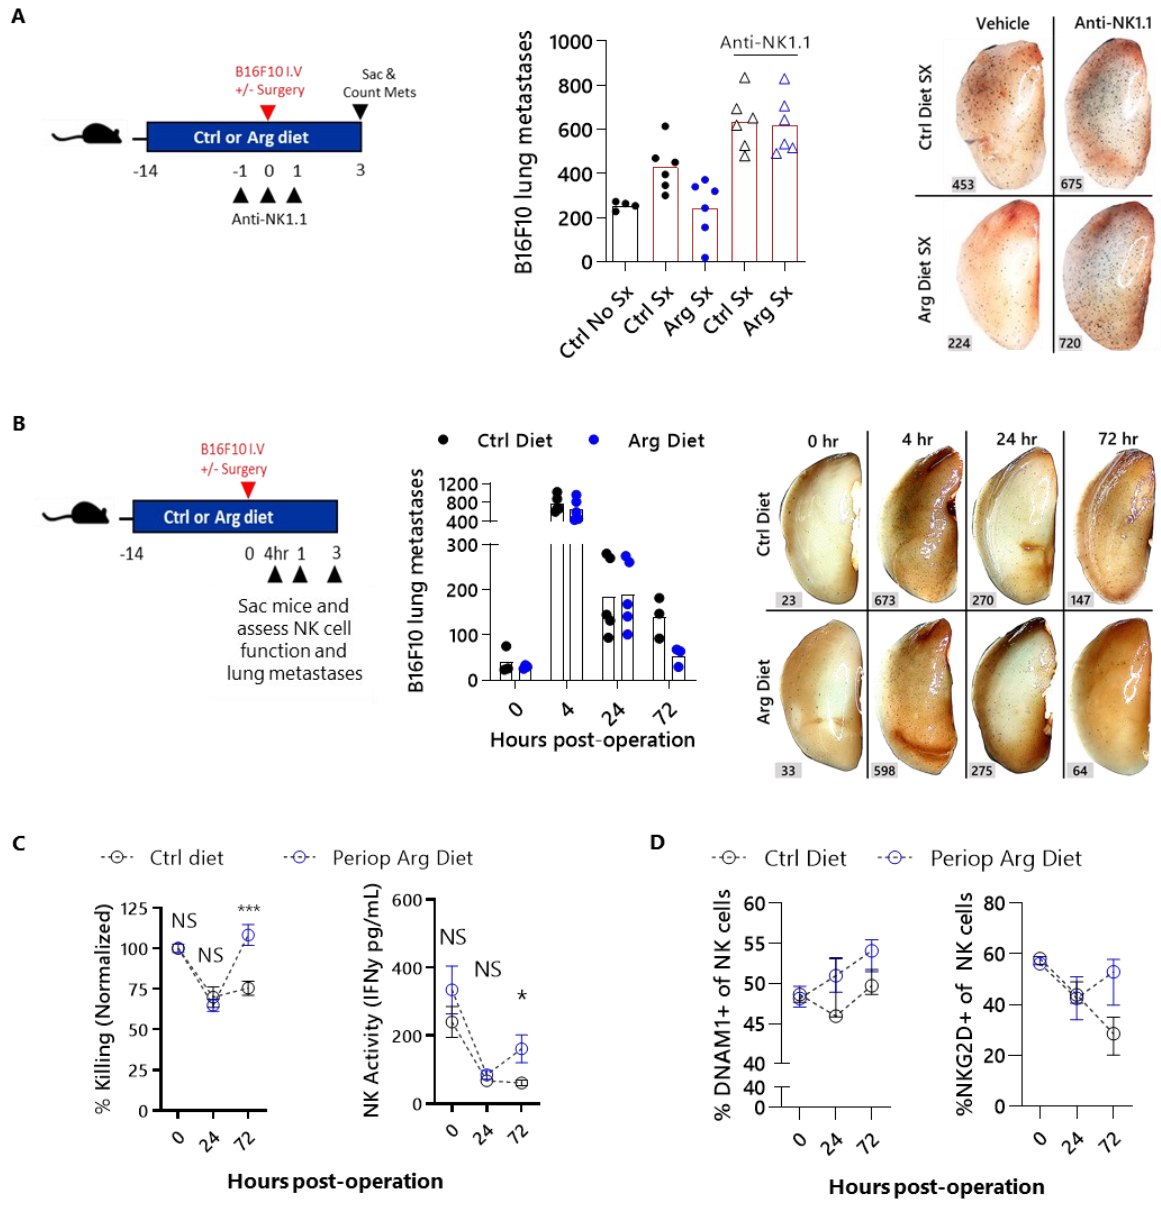 A
B16F10 I.V
+/- Surgery
Sac &
Count Mets
Ctrl or Arg diet
-14
-1 0 1
3
Anti-NK1.1
B16F10 lung metastases
1000
800
600
400
200
0
Anti-NK1.1
Ctrl No Sx
Ctrl Sx
Arg Sx
Ctrl Sx
Arg Sx
Vehicle
Anti-NK1.1
Ctrl Diet SX
453
675
Arg Diet SX
224
720
B
B16F10 I.V
+/- Surgery
Ctrl or Arg diet
-14
0 4hr 1 3
Sac mice and
assess NK cell
function and
lung metastases
Ctrl Diet
Arg Diet
B16F10 lung metastases
1200
800
400
300
200
100
0
0
4
24
72
Hours post-operation
0 hr
4 hr
24 hr
72 hr
Ctrl Diet
23
673
270
147
Arg Diet
33
598
275
64
C
Ctrl diet
Periop Arg Diet
% Killing (Normalized)
125
100
75
50
25
0
NS
NS
***
0
24
72
NK Activity (IFNy pg/mL)
600
400
200
0
NS
NS
*
0
24
72
Hours post-operation
D
Ctrl Diet
Periop Arg Diet
% DNAM1+ of NK cells
60
55
50
45
40
40
0
0
24
72
%NKG2D+ of NK cells
80
60
40
20
0
0
24
72
Hours post-operation